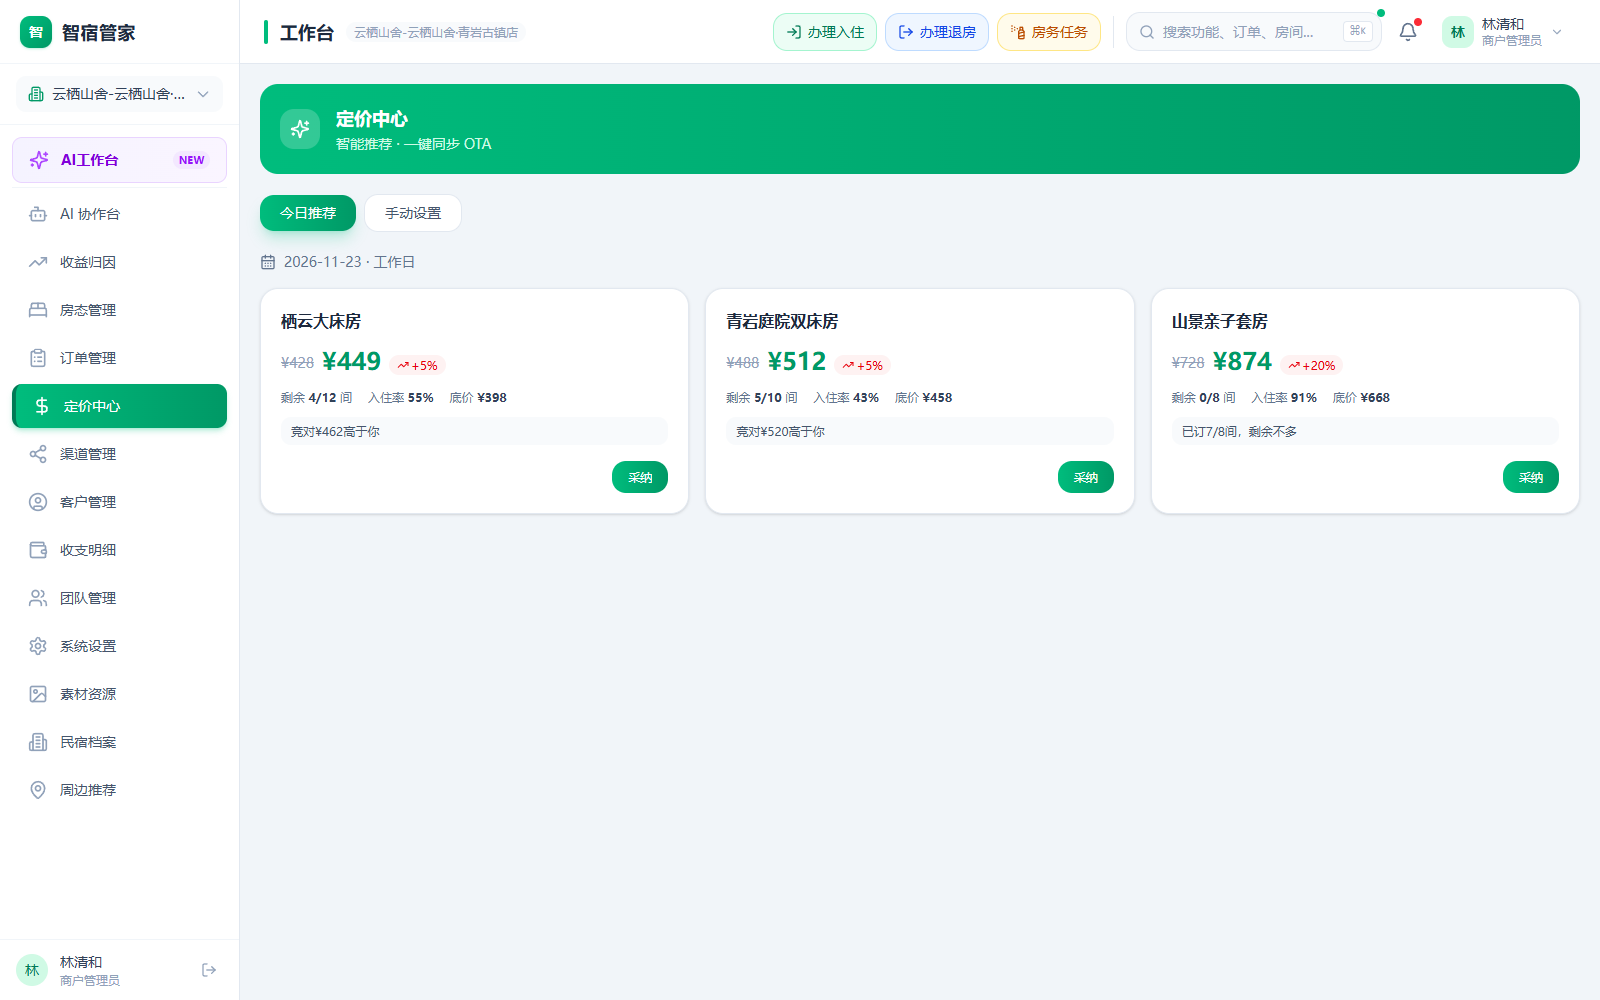 智 智宿管家
云栖山舍-云栖山舍·...
AI工作台 NEW
AI 协作台
收益归因
房态管理
订单管理
定价中心
渠道管理
客户管理
收支明细
团队管理
系统设置
素材资源
民宿档案
周边推荐
林 林清和
商户管理员
工作台 云栖山舍-云栖山舍·青岩古镇店
办理入住 办理退房 房务任务 搜索功能、订单、房间... ⌘K
林 林清和
商户管理员
定价中心
智能推荐 · 一键同步 OTA
今日推荐 手动设置
2026-11-23 · 工作日
栖云大床房
¥428 ¥449 +5%
剩余 4/12 间 入住率 55% 底价 ¥398
竞对¥462高于你
采纳
青岩庭院双床房
¥488 ¥512 +5%
剩余 5/10 间 入住率 43% 底价 ¥458
竞对¥520高于你
采纳
山景亲子套房
¥728 ¥874 +20%
剩余 0/8 间 入住率 91% 底价 ¥668
已订7/8间，剩余不多
采纳